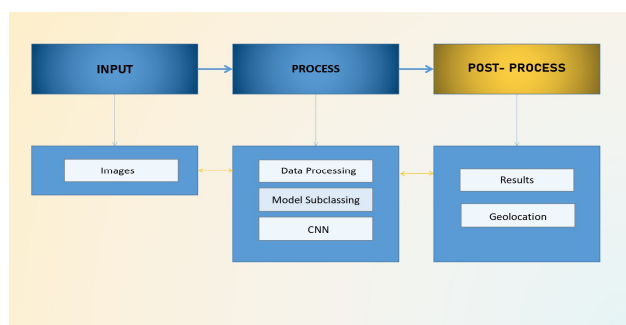 INPUT
PROCESS
POST- PROCESS
Images
Data Processing
Model Subclassing
CNN
Results
Geolocation